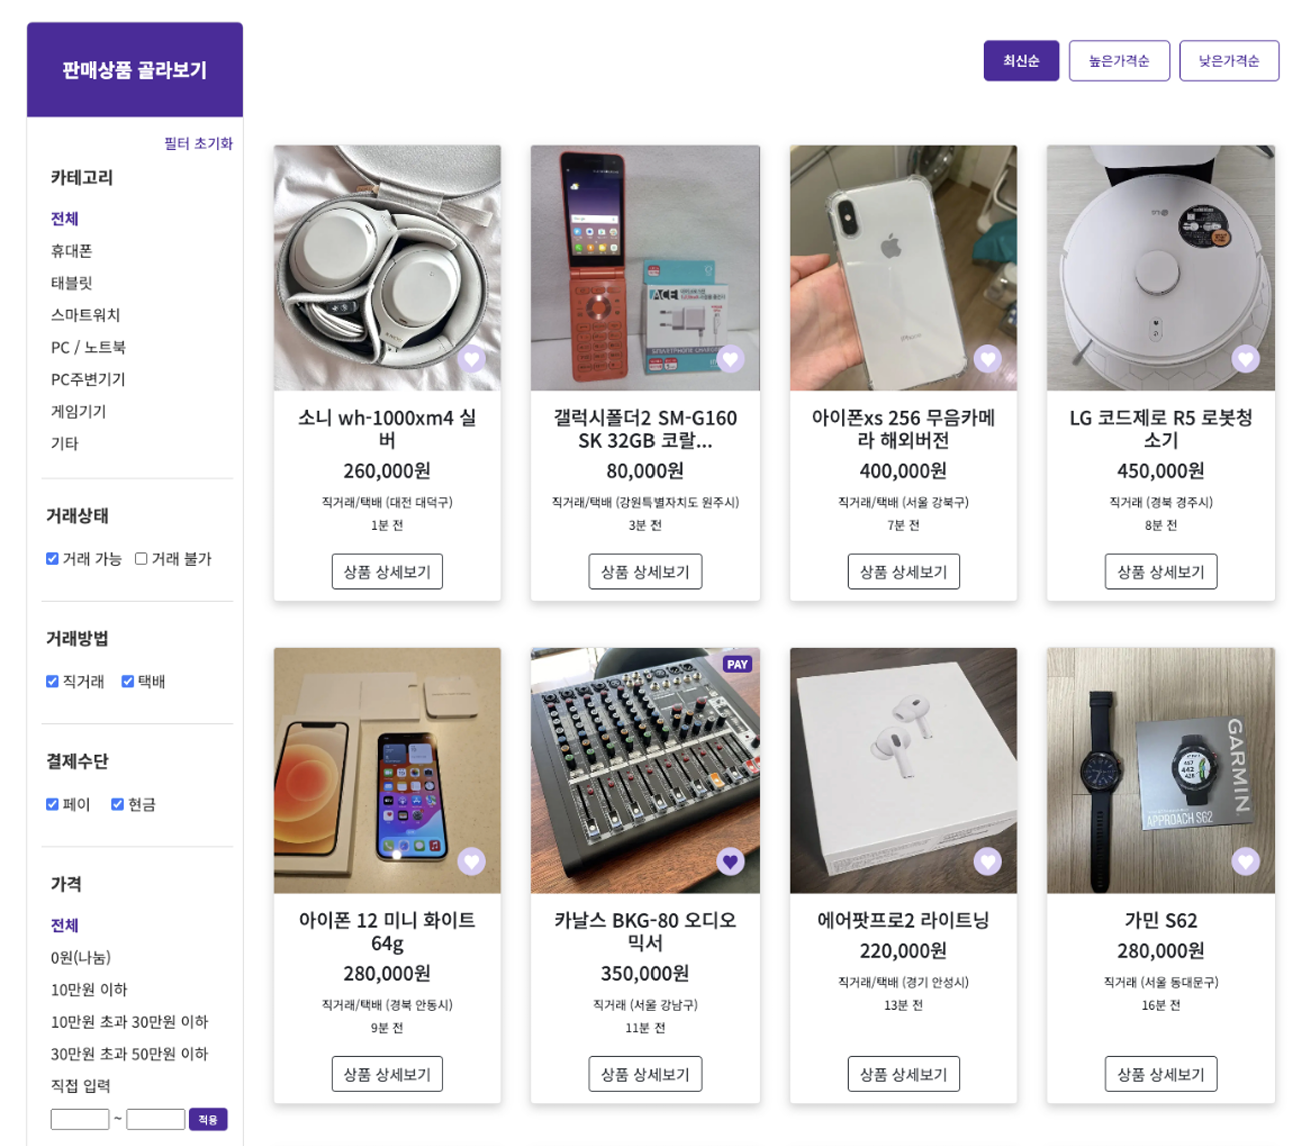 판매상품 골라보기
최신순
높은가격순
낮은가격순
필터 초기화
카테고리
전체
휴대폰
태블릿
스마트워치
PC / 노트북
PC주변기기
게임기기
기타
거래상태
거래 가능
거래 불가
거래방법
직거래
택배
결제수단
페이
현금
가격
전체
0원(나눔)
10만원 이하
10만원 초과 30만원 이하
30만원 초과 50만원 이하
직접 입력
~
적용
소니 wh-1000xm4 실
버
260,000원
직거래/택배 (대전 대덕구)
1분 전
상품 상세보기
ACE
SMARTPHONE CHARGER
갤럭시폴더2 SM-G160
SK 32GB 코랄...
80,000원
직거래/택배 (강원특별자치도 원주시)
3분 전
상품 상세보기
iPhone
아이폰xs 256 무음카메
라 해외버전
400,000원
직거래/택배 (서울 강북구)
7분 전
상품 상세보기
LG
LG 코드제로 R5 로봇청
소기
450,000원
직거래 (경북 경주시)
8분 전
상품 상세보기
아이폰 12 미니 화이트
64g
280,000원
직거래/택배 (경북 안동시)
9분 전
상품 상세보기
PAY
카날스 BKG-80 오디오
믹서
350,000원
직거래 (서울 강남구)
11분 전
상품 상세보기
에어팟프로2 라이트닝
220,000원
직거래/택배 (경기 안성시)
13분 전
상품 상세보기
GARMIN
APPROACH S62
가민 S62
280,000원
직거래 (서울 동대문구)
16분 전
상품 상세보기